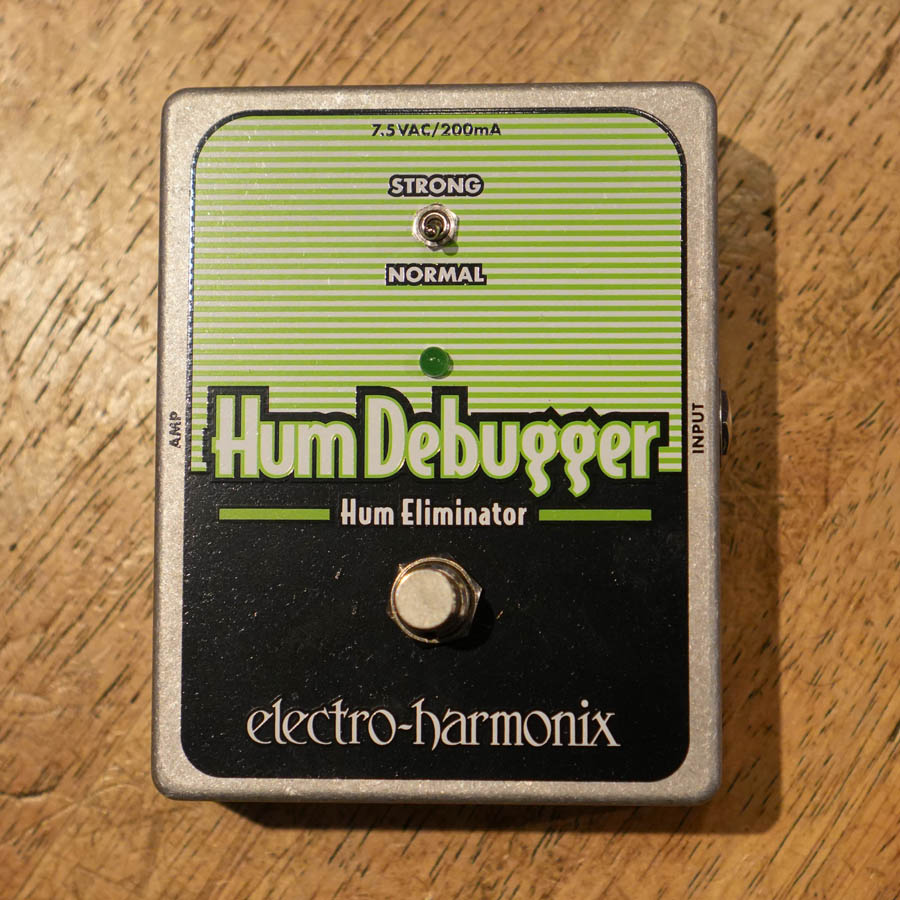 7.5VAC/200mA
STRONG
NORMAL
AMP
INPUT
Hum Debugger
Hum Eliminator
electro-harmonix